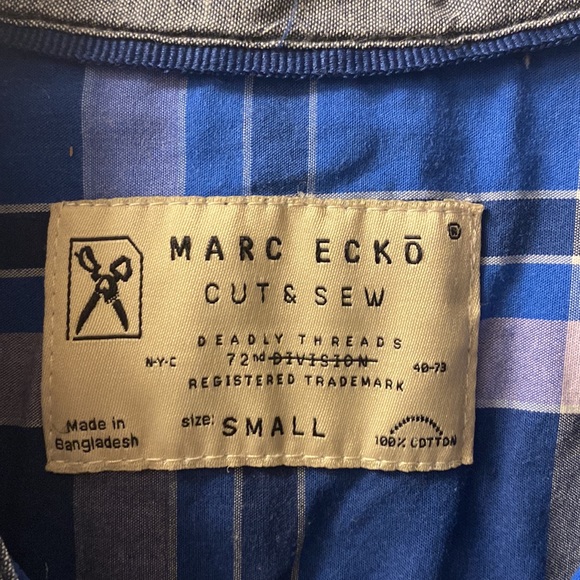 MARC ECKŌ ®
CUT & SEW
DEADLY THREADS
N·Y·C 72nd DIVISION 40-73
REGISTERED TRADEMARK
Made in
Bangladesh
size: SMALL
100% COTTON